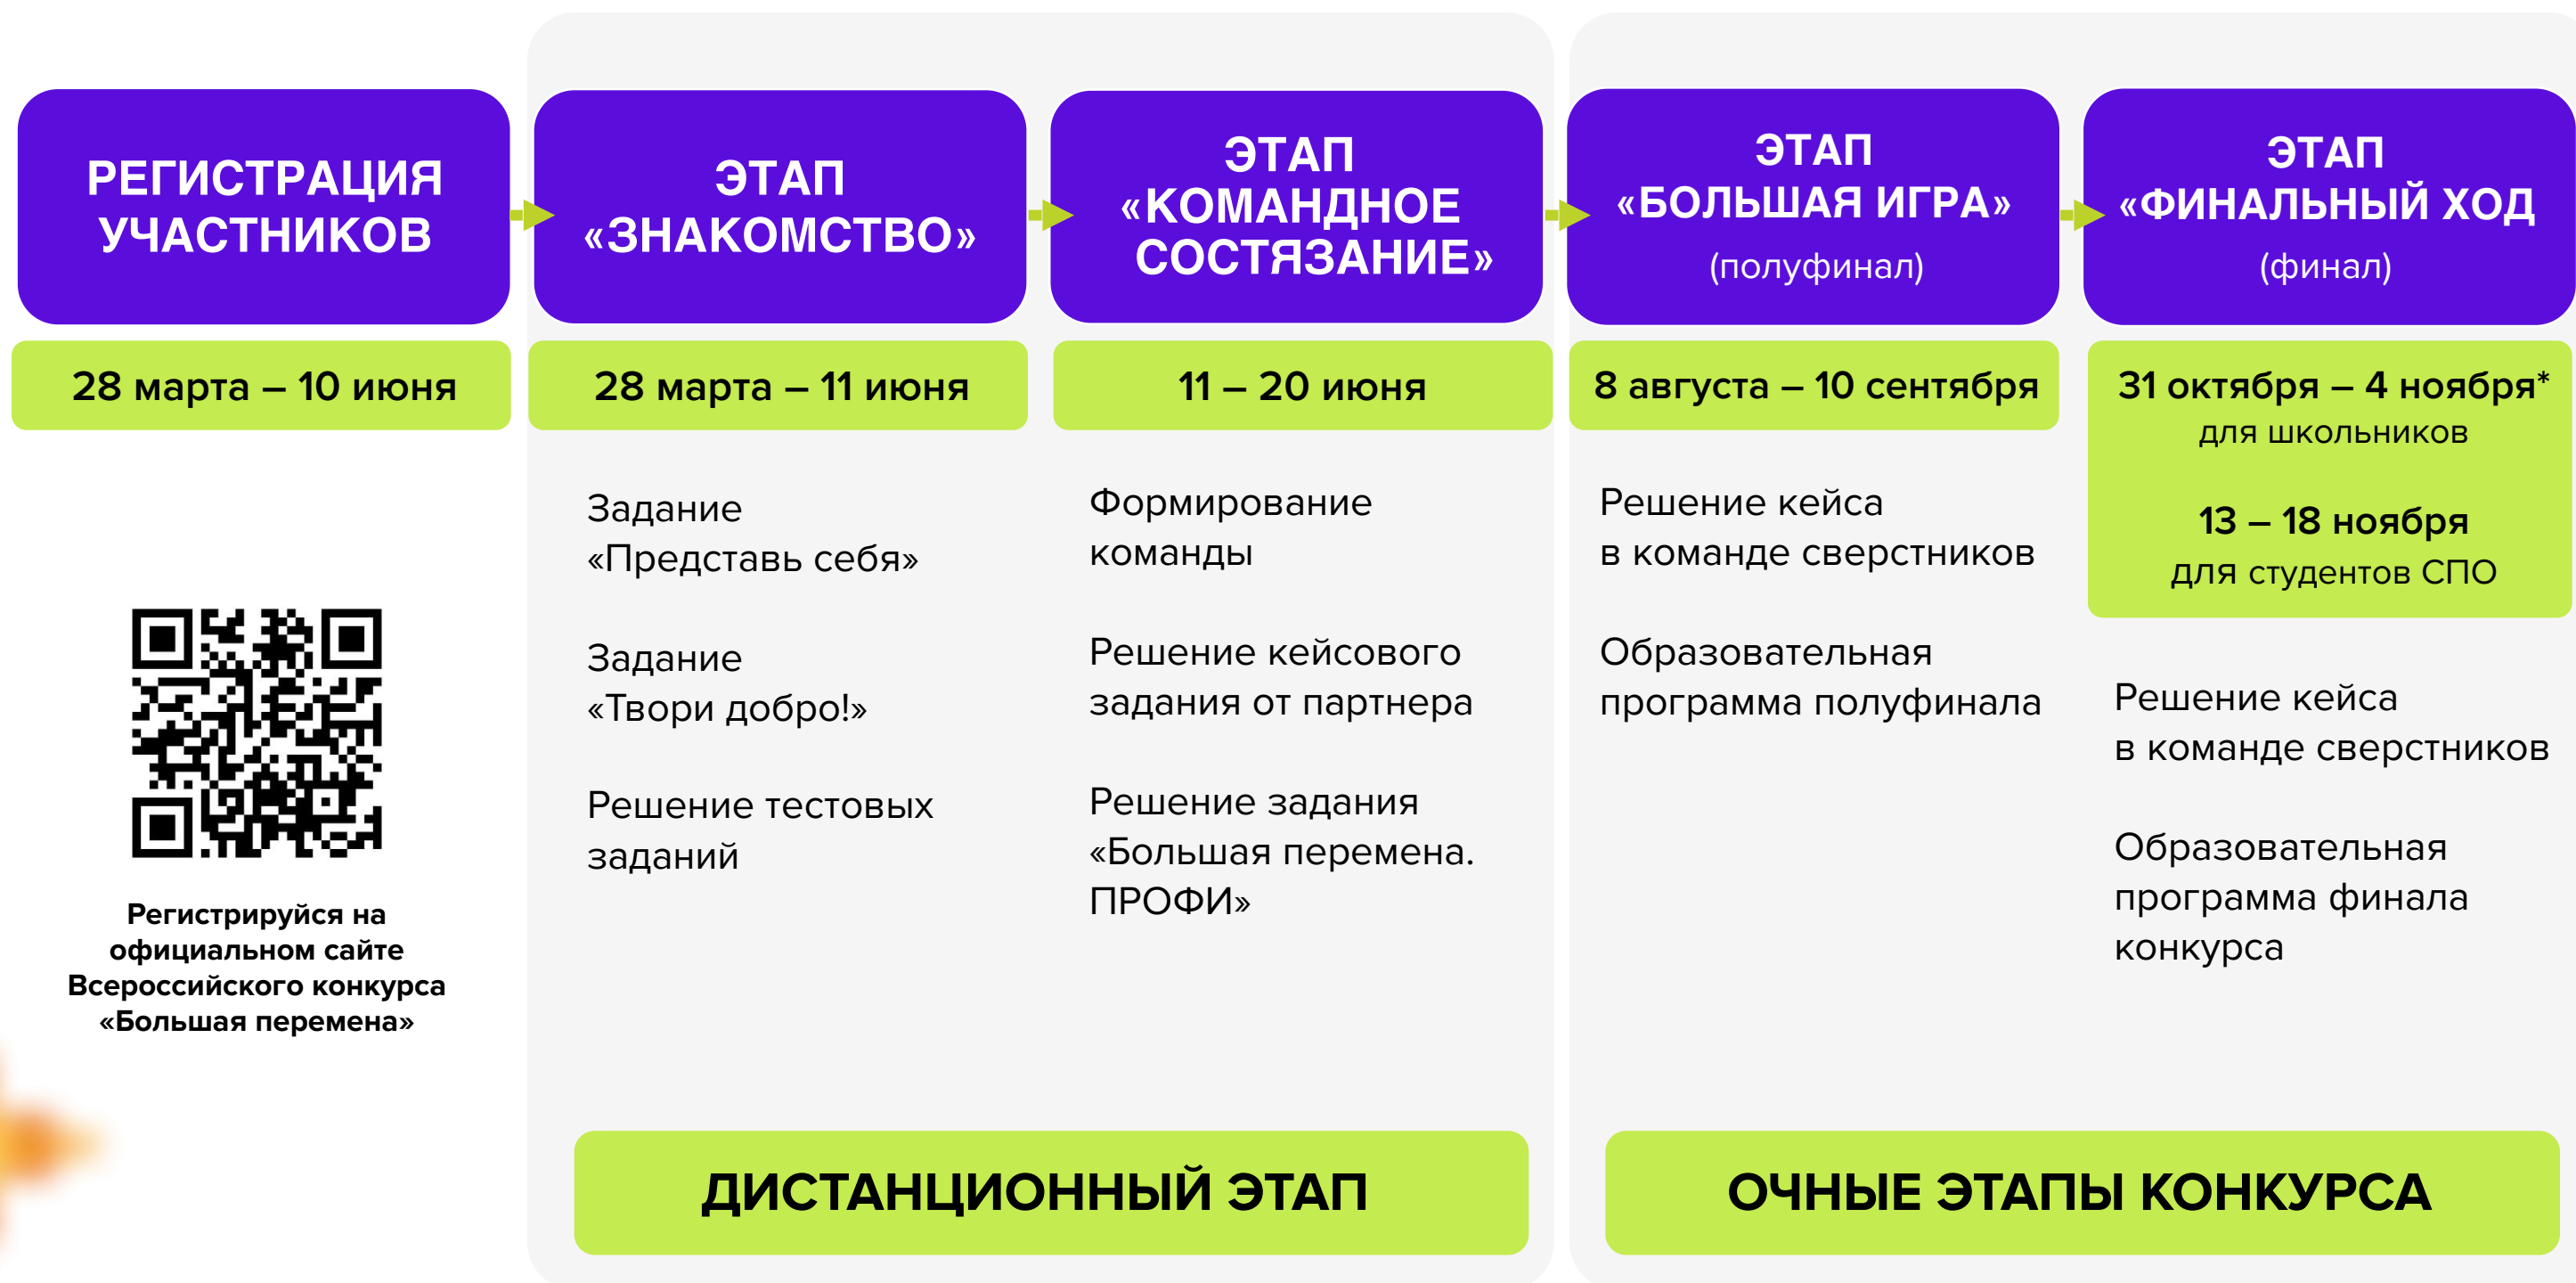 РЕГИСТРАЦИЯ
УЧАСТНИКОВ
28 марта – 10 июня
Регистрируйся на
официальном сайте
Всероссийского конкурса
«Большая перемена»
ЭТАП
«ЗНАКОМСТВО»
28 марта – 11 июня
Задание
«Представь себя»
Задание
«Твори добро!»
Решение тестовых
заданий
ЭТАП
«КОМАНДНОЕ
СОСТЯЗАНИЕ»
11 – 20 июня
Формирование
команды
Решение кейсового
задания от партнера
Решение задания
«Большая перемена.
ПРОФИ»
ДИСТАНЦИОННЫЙ ЭТАП
ЭТАП
«БОЛЬШАЯ ИГРА»
(полуфинал)
8 августа – 10 сентября
Решение кейса
в команде сверстников
Образовательная
программа полуфинала
ЭТАП
«ФИНАЛЬНЫЙ ХОД
(финал)
31 октября – 4 ноября*
для школьников
13 – 18 ноября
для студентов СПО
Решение кейса
в команде сверстников
Образовательная
программа финала
конкурса
ОЧНЫЕ ЭТАПЫ КОНКУРСА